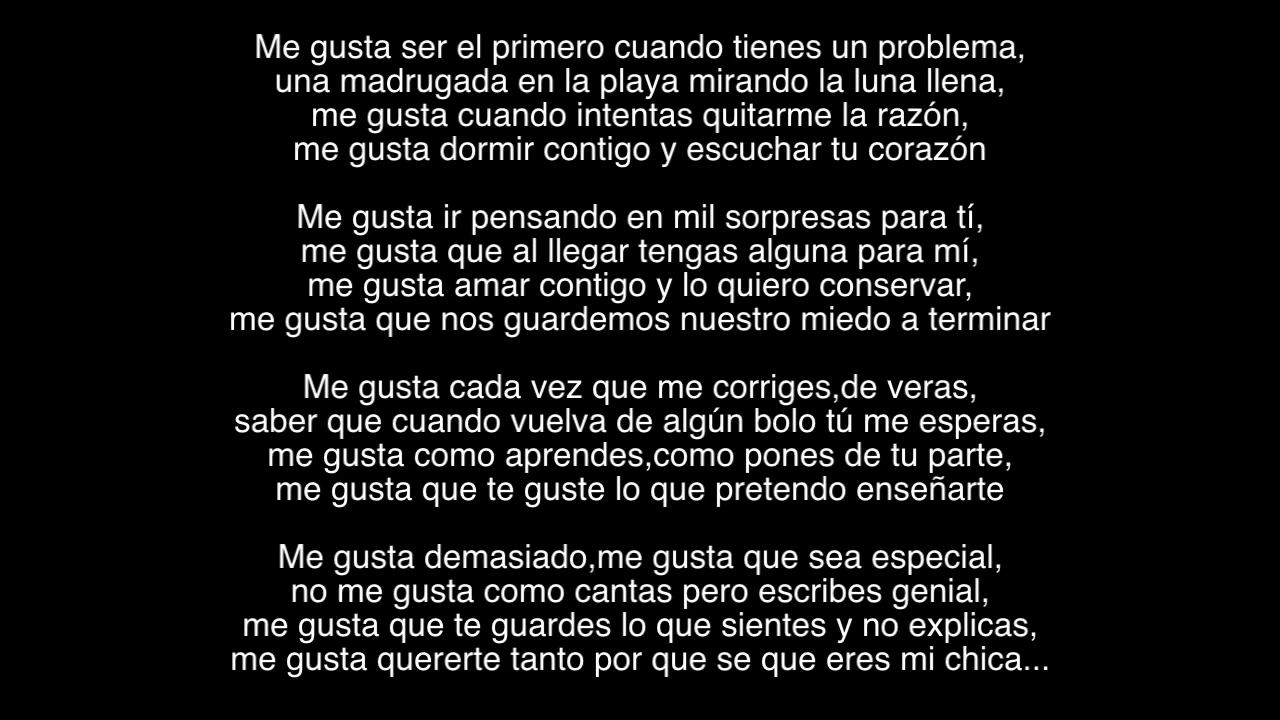 Me gusta ser el primero cuando tienes un problema,
una madrugada en la playa mirando la luna llena,
me gusta cuando intentas quitarme la razón,
me gusta dormir contigo y escuchar tu corazón
Me gusta ir pensando en mil sorpresas para tí,
me gusta que al llegar tengas alguna para mí,
me gusta amar contigo y lo quiero conservar,
me gusta que nos guardemos nuestro miedo a terminar
Me gusta cada vez que me corriges,de veras,
saber que cuando vuelva de algún bolo tú me esperas,
me gusta como aprendes,como pones de tu parte,
me gusta que te guste lo que pretendo enseñarte
Me gusta demasiado,me gusta que sea especial,
no me gusta como cantas pero escribes genial,
me gusta que te guardes lo que sientes y no explicas,
me gusta quererte tanto por que se que eres mi chica...